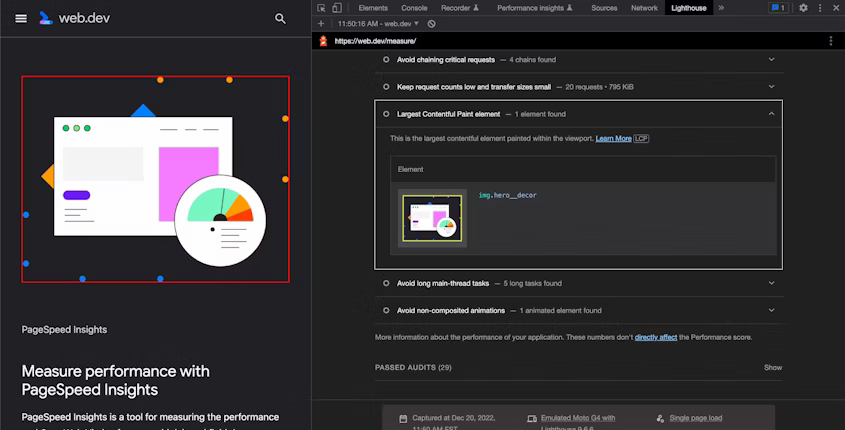 web.dev
PageSpeed Insights
Measure performance with
PageSpeed Insights
PageSpeed Insights is a tool for measuring the performance
Elements Console Recorder Performance insights Sources Network Lighthouse » 1
+ 11:50:16 AM - web.dev
https://web.dev/measure/
Avoid chaining critical requests — 4 chains found
Keep request counts low and transfer sizes small — 20 requests • 795 KiB
Largest Contentful Paint element — 1 element found
This is the largest contentful element painted within the viewport. Learn More LCP
Element
img.hero__decor
Avoid long main-thread tasks — 5 long tasks found
Avoid non-composited animations — 1 animated element found
More information about the performance of your application. These numbers don't directly affect the Performance score.
PASSED AUDITS (29) Show
Captured at Dec 20, 2022, Emulated Moto G4 with Single page load